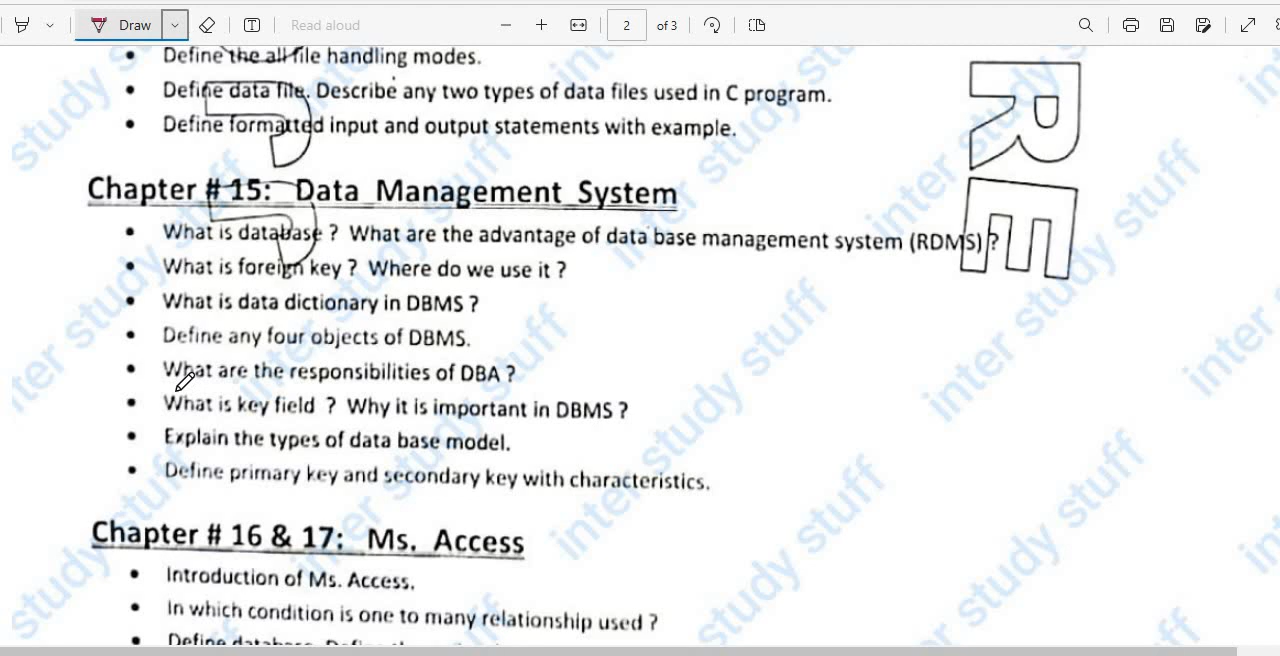 Draw
Read aloud
2 of 3
Define the all file handling modes.
Define data file. Describe any two types of data files used in C program.
Define formatted input and output statements with example.
Chapter # 15: Data Management System
What is database ? What are the advantage of data base management system (RDMS) ?
What is foreign key ? Where do we use it ?
What is data dictionary in DBMS ?
Define any four objects of DBMS.
What are the responsibilities of DBA ?
What is key field ? Why it is important in DBMS ?
Explain the types of data base model.
Define primary key and secondary key with characteristics.
Chapter # 16 & 17: Ms. Access
Introduction of Ms. Access.
In which condition is one to many relationship used ?
RE
inter study stuff